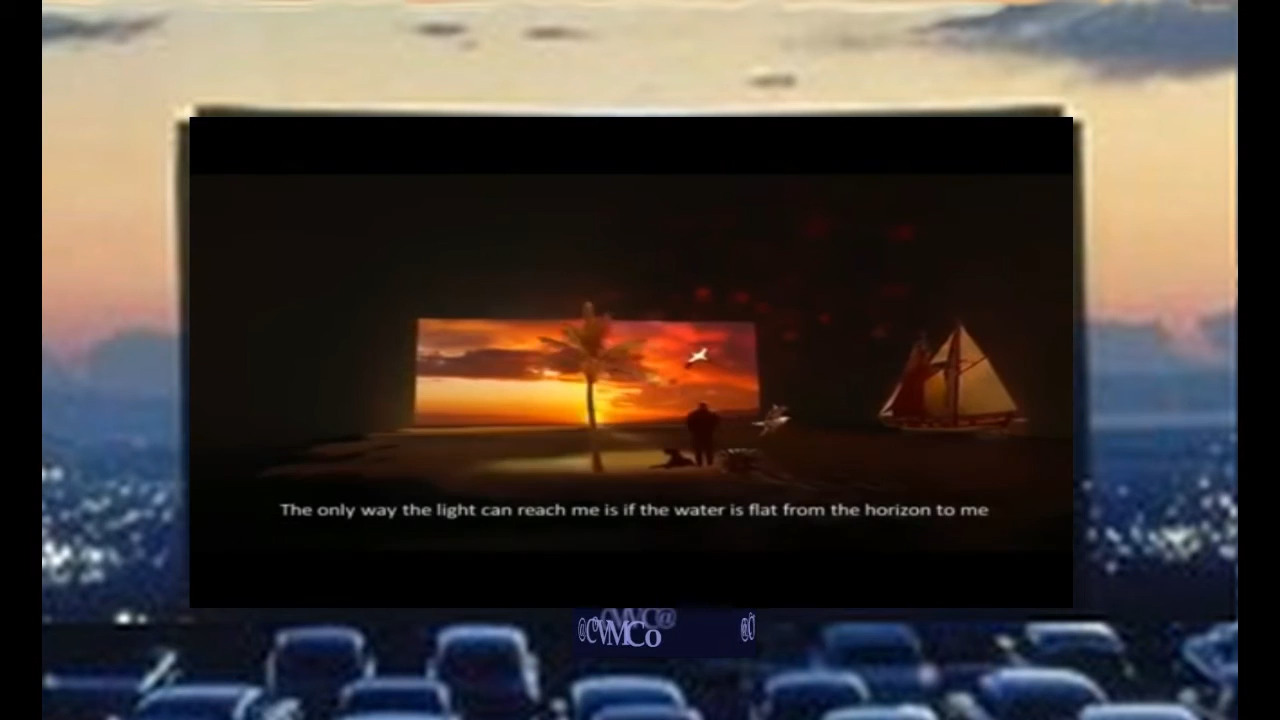 The only way the light can reach me is if the water is flat from the horizon to me
@CVMCo